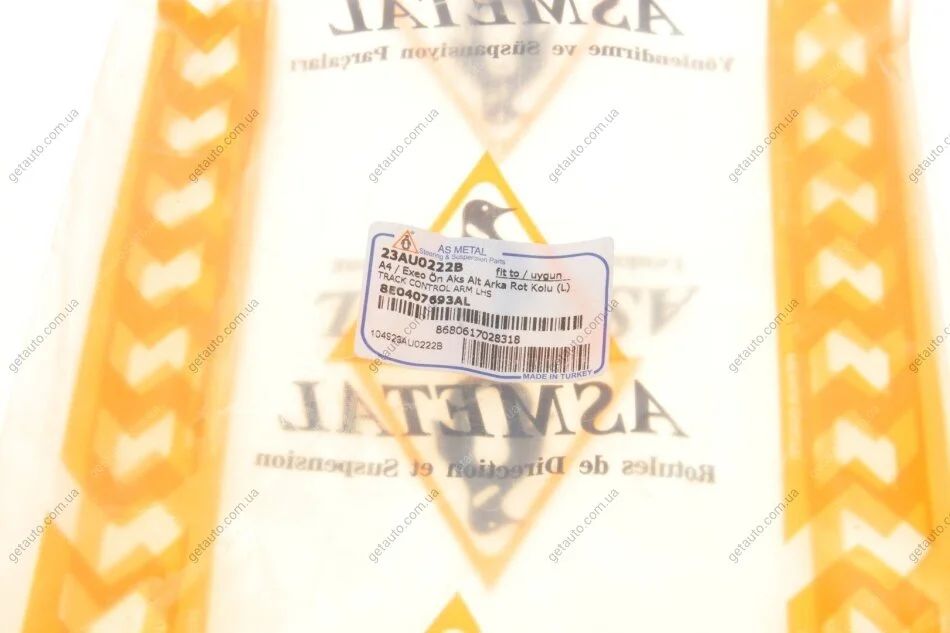 ASMETAL
Yönlendirme ve Süspansiyon Parçaları
AS METAL
Steering & Suspension Parts
23AU0222B fit to / uygun
A4 / Exeo Ön Aks Alt Arka Rot Kolu (L)
TRACK CONTROL ARM LHS
8E0407693AL
8680617028318
104S23AU0222B
MADE IN TURKEY
ASMETAL
Rotules de Direction et Suspension
getauto.com.ua